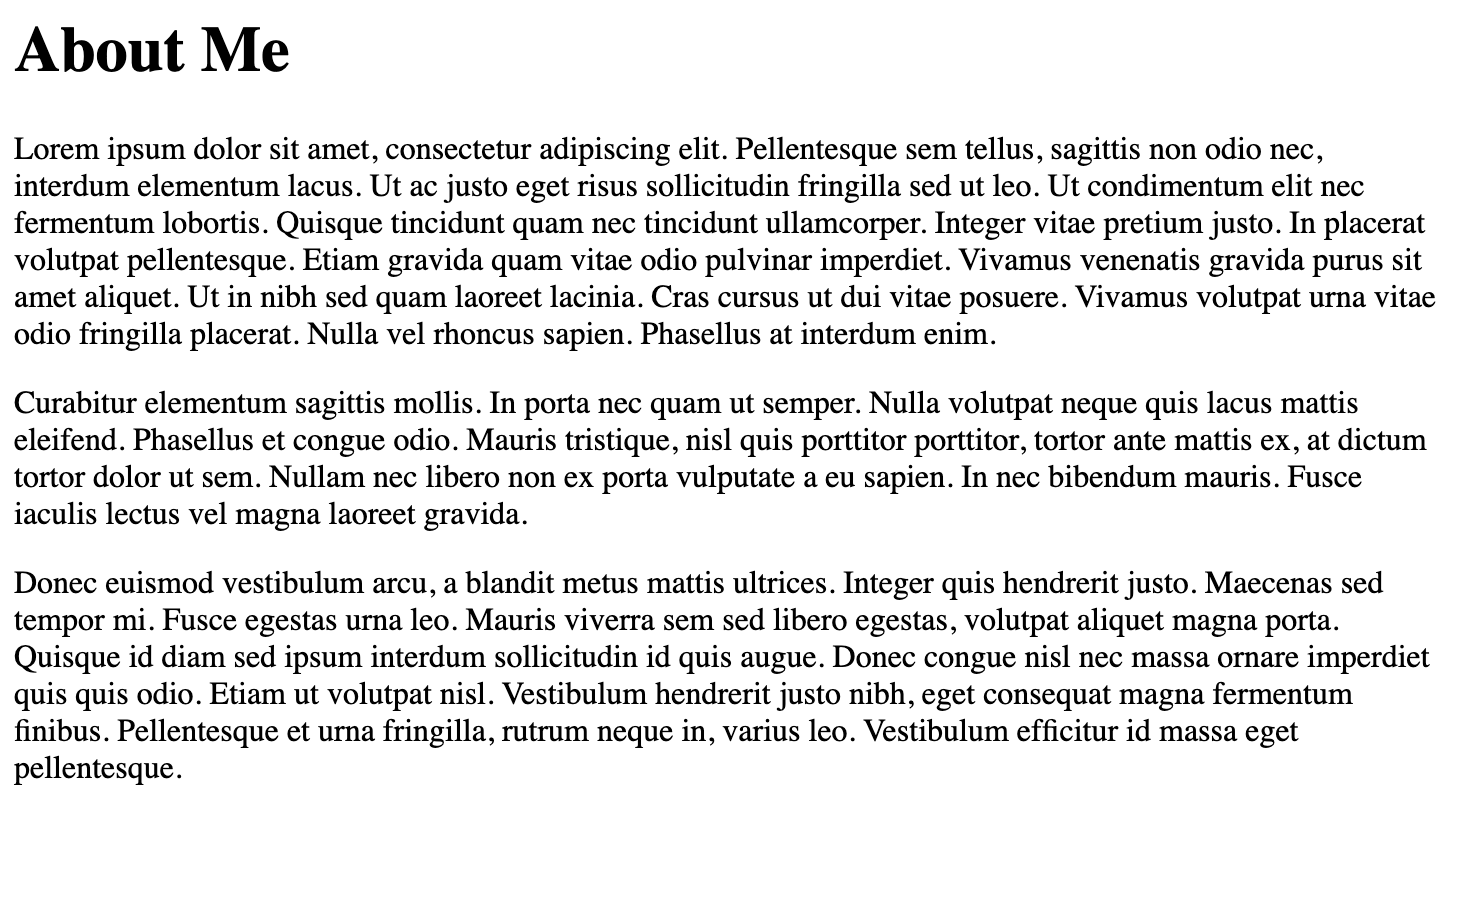 About Me
Lorem ipsum dolor sit amet, consectetur adipiscing elit. Pellentesque sem tellus, sagittis non odio nec,
interdum elementum lacus. Ut ac justo eget risus sollicitudin fringilla sed ut leo. Ut condimentum elit nec
fermentum lobortis. Quisque tincidunt quam nec tincidunt ullamcorper. Integer vitae pretium justo. In placerat
volutpat pellentesque. Etiam gravida quam vitae odio pulvinar imperdiet. Vivamus venenatis gravida purus sit
amet aliquet. Ut in nibh sed quam laoreet lacinia. Cras cursus ut dui vitae posuere. Vivamus volutpat urna vitae
odio fringilla placerat. Nulla vel rhoncus sapien. Phasellus at interdum enim.
Curabitur elementum sagittis mollis. In porta nec quam ut semper. Nulla volutpat neque quis lacus mattis
eleifend. Phasellus et congue odio. Mauris tristique, nisl quis porttitor porttitor, tortor ante mattis ex, at dictum
tortor dolor ut sem. Nullam nec libero non ex porta vulputate a eu sapien. In nec bibendum mauris. Fusce
iaculis lectus vel magna laoreet gravida.
Donec euismod vestibulum arcu, a blandit metus mattis ultrices. Integer quis hendrerit justo. Maecenas sed
tempor mi. Fusce egestas urna leo. Mauris viverra sem sed libero egestas, volutpat aliquet magna porta.
Quisque id diam sed ipsum interdum sollicitudin id quis augue. Donec congue nisl nec massa ornare imperdiet
quis quis odio. Etiam ut volutpat nisl. Vestibulum hendrerit justo nibh, eget consequat magna fermentum
finibus. Pellentesque et urna fringilla, rutrum neque in, varius leo. Vestibulum efficitur id massa eget
pellentesque.